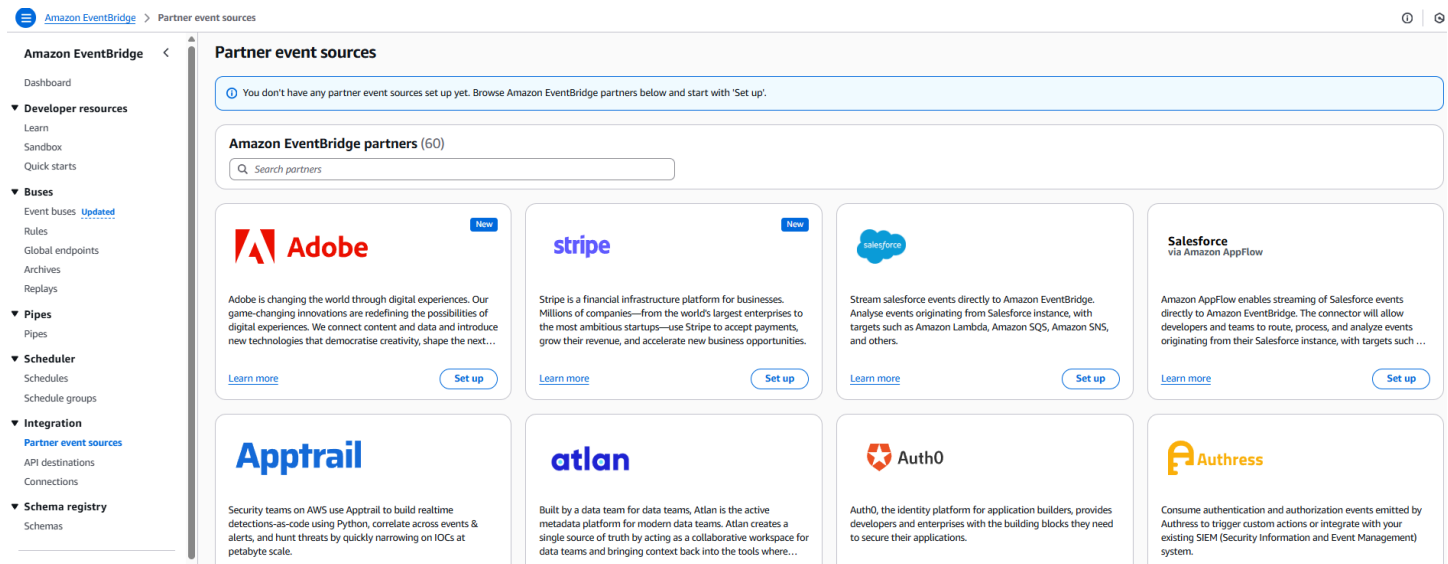 Amazon EventBridge > Partner event sources
Amazon EventBridge
Dashboard
Developer resources
Learn
Sandbox
Quick starts
Buses
Event buses Updated
Rules
Global endpoints
Archives
Replays
Pipes
Pipes
Scheduler
Schedules
Schedule groups
Integration
Partner event sources
API destinations
Connections
Schema registry
Schemas
Partner event sources
You don't have any partner event sources set up yet. Browse Amazon EventBridge partners below and start with 'Set up'.
Amazon EventBridge partners (60)
Search partners
New
Adobe
Adobe is changing the world through digital experiences. Our
game-changing innovations are redefining the possibilities of
digital experiences. We connect content and data and introduce
new technologies that democratise creativity, shape the next…
Learn more
Set up
New
stripe
Stripe is a financial infrastructure platform for businesses.
Millions of companies—from the world's largest enterprises to
the most ambitious startups—use Stripe to accept payments,
grow their revenue, and accelerate new business opportunities.
Learn more
Set up
salesforce
Stream salesforce events directly to Amazon EventBridge.
Analyse events originating from Salesforce instance, with
targets such as Amazon Lambda, Amazon SQS, Amazon SNS,
and others.
Learn more
Set up
Salesforce
via Amazon AppFlow
Amazon AppFlow enables streaming of Salesforce events
directly to Amazon EventBridge. The connector will allow
developers and teams to route, process, and analyze events
originating from their Salesforce instance, with targets such …
Learn more
Set up
Apptrail
Security teams on AWS use Apptrail to build realtime
detections-as-code using Python, correlate across events &
alerts, and hunt threats by quickly narrowing on IOCs at
petabyte scale.
atlan
Built by a data team for data teams, Atlan is the active
metadata platform for modern data teams. Atlan creates a
single source of truth by acting as a collaborative workspace for
data teams and bringing context back into the tools where…
Auth0
Auth0, the identity platform for application builders, provides
developers and enterprises with the building blocks they need
to secure their applications.
Authress
Consume authentication and authorization events emitted by
Authress to trigger custom actions or integrate with your
existing SIEM (Security Information and Event Management)
system.